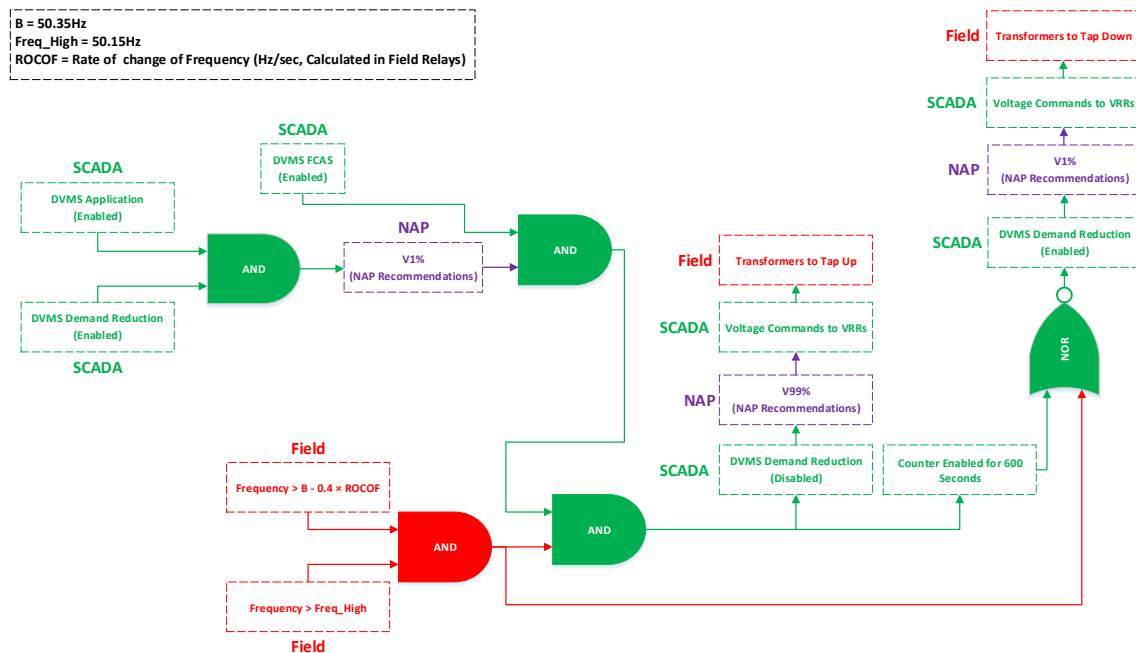 B = 50.35Hz
Freq_High = 50.15Hz
ROCOF = Rate of change of Frequency (Hz/sec, Calculated in Field Relays)
SCADA
DVMS Application
(Enabled)
DVMS Demand Reduction
(Enabled)
SCADA
AND
SCADA
DVMS FCAS
(Enabled)
NAP
V1%
(NAP Recommendations)
AND
Field
Frequency > B - 0.4 × ROCOF
Frequency > Freq_High
Field
AND
AND
Field
Transformers to Tap Up
SCADA
Voltage Commands to VRRs
NAP
V99%
(NAP Recommendations)
SCADA
DVMS Demand Reduction
(Disabled)
Counter Enabled for 600
Seconds
Field
Transformers to Tap Down
SCADA
Voltage Commands to VRRs
NAP
V1%
(NAP Recommendations)
SCADA
DVMS Demand Reduction
(Enabled)
NOR